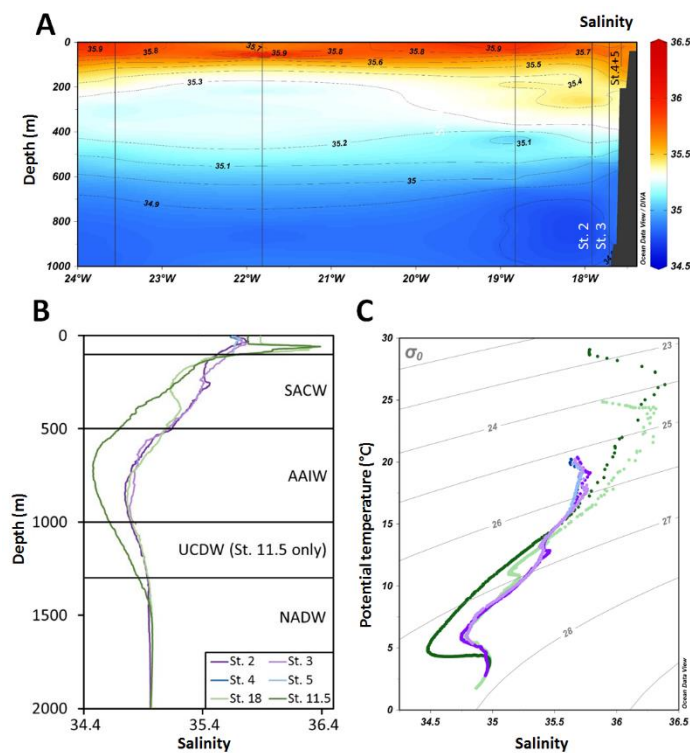 A
Salinity
0
200
400
600
800
1000
Depth (m)
24°W
23°W
22°W
21°W
20°W
19°W
18°W
35.9
35.8
35.7
35.9
35.8
35.9
35.7
35.6
35.5
35.4
35.3
35.2
35.1
35.1
35
34.9
St. 2
St. 3
St.4+5
Ocean Data View / DIVA
36.5
36
35.5
35
34.5
B
0
500
1000
1500
2000
Depth (m)
SACW
AAIW
UCDW (St. 11.5 only)
NADW
St. 2 St. 3
St. 4 St. 5
St. 18 St. 11.5
34.4 35.4 36.4
Salinity
C
σ0
30
25
20
15
10
5
0
Potential temperature (°C)
23
24
25
26
27
28
34.5 35 35.5 36 36.5
Salinity
Ocean Data View